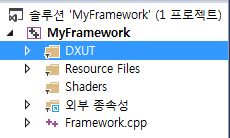 솔루션 'MyFramework' (1 프로젝트)
MyFramework
DXUT
Resource Files
Shaders
외부 종속성
Framework.cpp